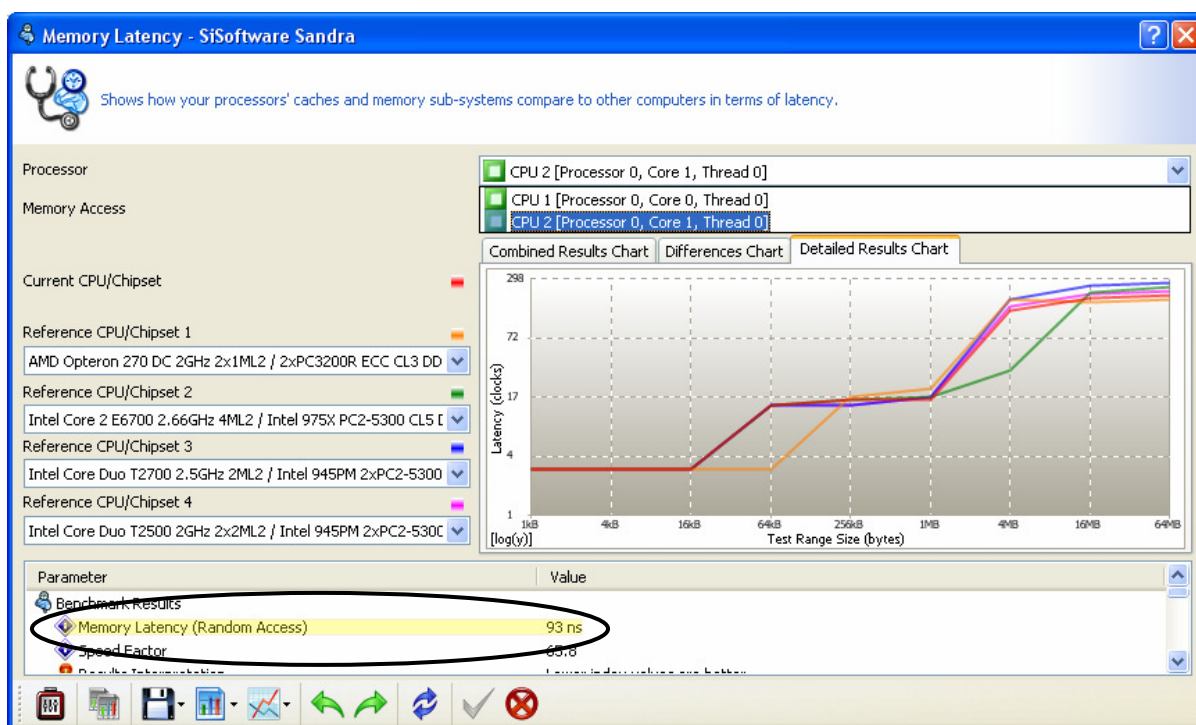 Memory Latency - SiSoftware Sandra
Shows how your processors' caches and memory sub-systems compare to other computers in terms of latency.
Processor
CPU 2 [Processor 0, Core 1, Thread 0]
CPU 1 [Processor 0, Core 0, Thread 0]
Memory Access
CPU 2 [Processor 0, Core 1, Thread 0]
Combined Results Chart Differences Chart Detailed Results Chart
Current CPU/Chipset
Reference CPU/Chipset 1
AMD Opteron 270 DC 2GHz 2x1ML2 / 2xPC3200R ECC CL3 DD
Reference CPU/Chipset 2
Intel Core 2 E6700 2.66GHz 4ML2 / Intel 975X PC2-5300 CL5
Reference CPU/Chipset 3
Intel Core Duo T2700 2.5GHz 2ML2 / Intel 945PM 2xPC2-5300
Reference CPU/Chipset 4
Intel Core Duo T2500 2GHz 2x2ML2 / Intel 945PM 2xPC2-530
298
72
17
4
1
Latency (clocks)
1kB 4kB 16kB 64kB 256kB 1MB 4MB 16MB 64MB
[log(y)] Test Range Size (bytes)
Parameter Value
Benchmark Results
Memory Latency (Random Access) 93 ns
Speed Factor 65.8
Results Interpretation Lower index values are better